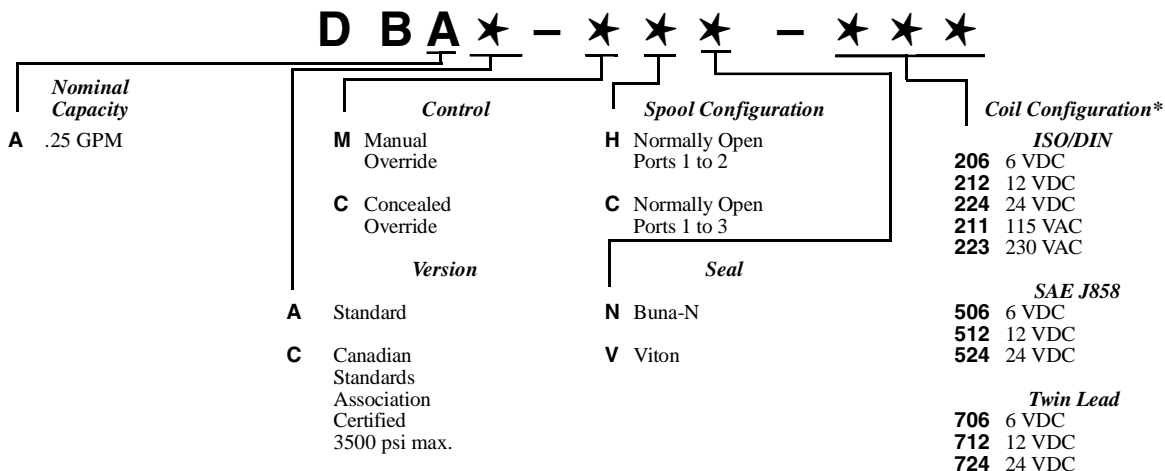 D B A ★ – ★ ★ ★ – ★ ★ ★
Nominal
Capacity
A .25 GPM
Control
M Manual
Override
C Concealed
Override
Version
A Standard
C Canadian
Standards
Association
Certified
3500 psi max.
Spool Configuration
H Normally Open
Ports 1 to 2
C Normally Open
Ports 1 to 3
Seal
N Buna-N
V Viton
Coil Configuration*
ISO/DIN
206 6 VDC
212 12 VDC
224 24 VDC
211 115 VAC
223 230 VAC
SAE J858
506 6 VDC
512 12 VDC
524 24 VDC
Twin Lead
706 6 VDC
712 12 VDC
724 24 VDC